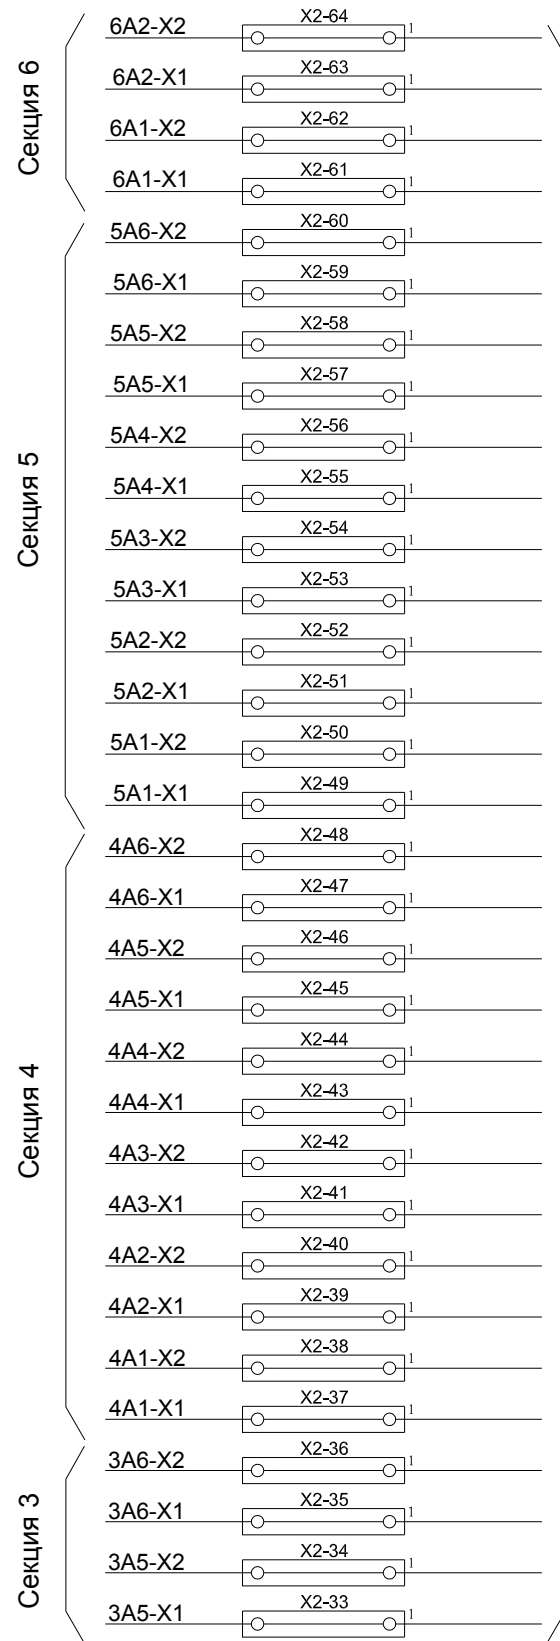 Секция 6
6A2-X2 X2-64 1
6A2-X1 X2-63 1
6A1-X2 X2-62 1
6A1-X1 X2-61 1
Секция 5
5A6-X2 X2-60 1
5A6-X1 X2-59 1
5A5-X2 X2-58 1
5A5-X1 X2-57 1
5A4-X2 X2-56 1
5A4-X1 X2-55 1
5A3-X2 X2-54 1
5A3-X1 X2-53 1
5A2-X2 X2-52 1
5A2-X1 X2-51 1
5A1-X2 X2-50 1
5A1-X1 X2-49 1
Секция 4
4A6-X2 X2-48 1
4A6-X1 X2-47 1
4A5-X2 X2-46 1
4A5-X1 X2-45 1
4A4-X2 X2-44 1
4A4-X1 X2-43 1
4A3-X2 X2-42 1
4A3-X1 X2-41 1
4A2-X2 X2-40 1
4A2-X1 X2-39 1
4A1-X2 X2-38 1
4A1-X1 X2-37 1
Секция 3
3A6-X2 X2-36 1
3A6-X1 X2-35 1
3A5-X2 X2-34 1
3A5-X1 X2-33 1